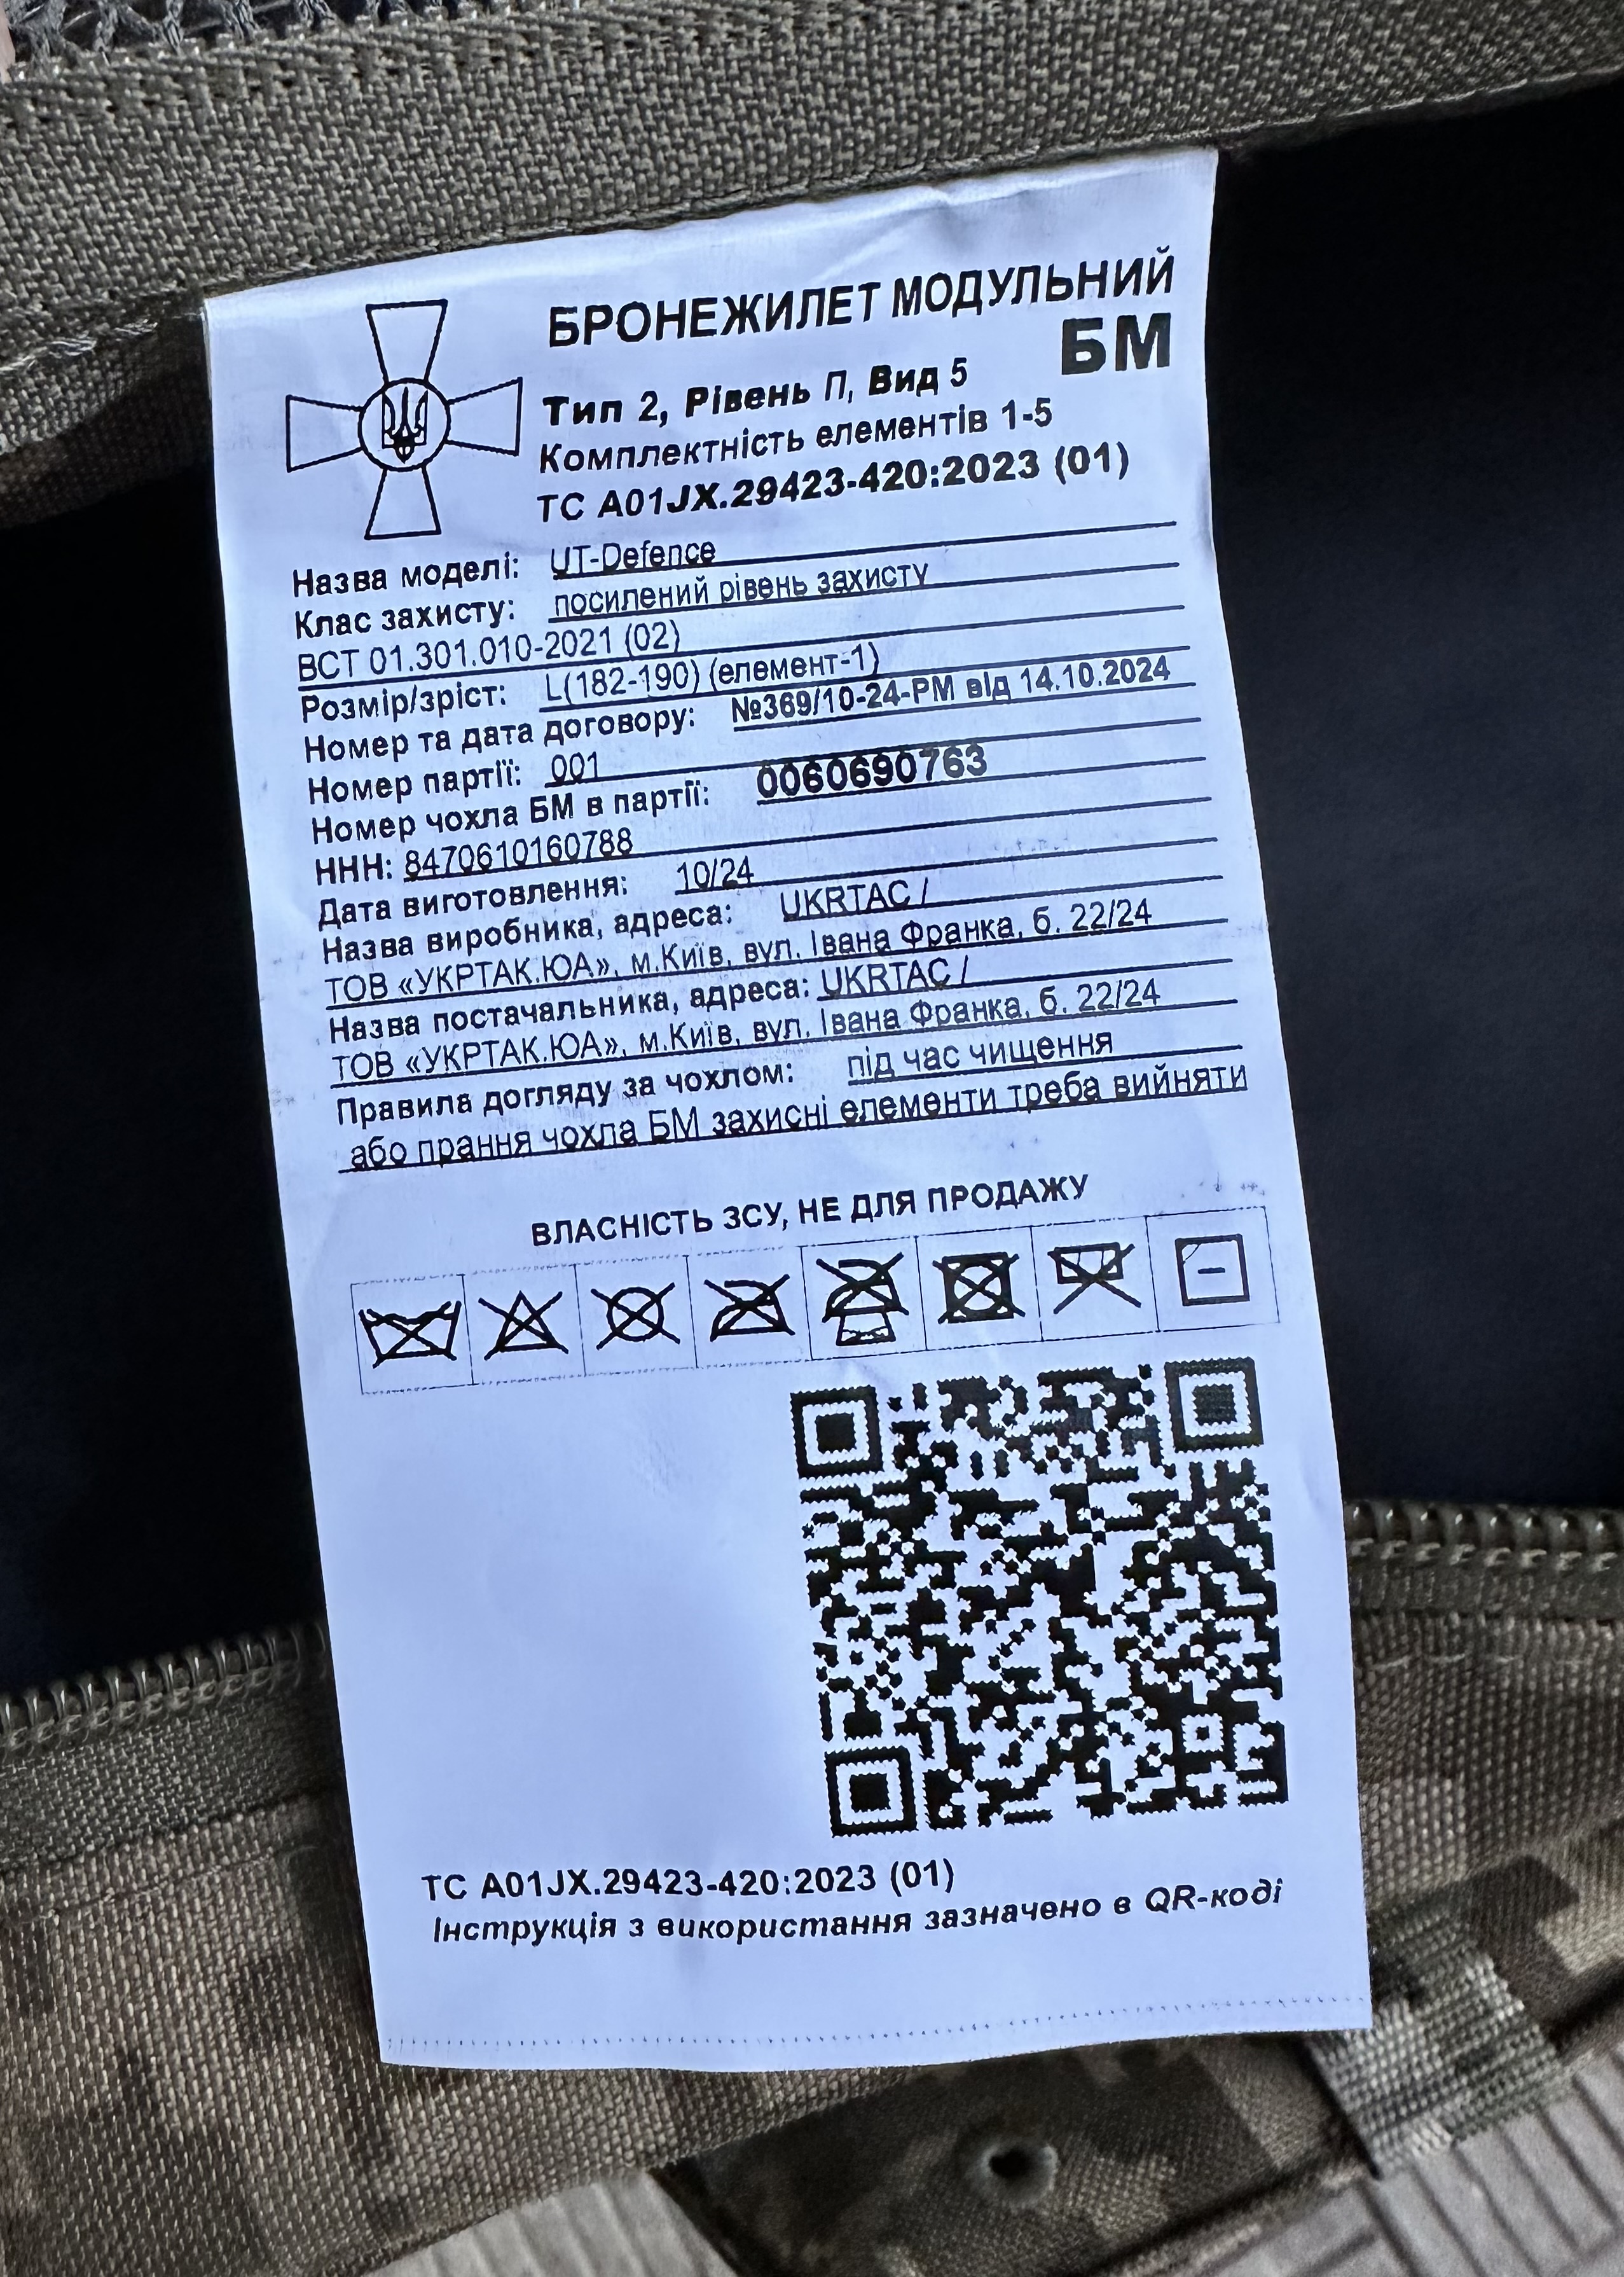 БРОНЕЖИЛЕТ МОДУЛЬНИЙ
БМ
Тип 2, Рівень П, Вид 5
Комплектність елементів 1-5
ТС А01JX.29423-420:2023 (01)
Назва моделі: UT-Defence
Клас захисту: посилений рівень захисту
ВСТ 01.301.010-2021 (02)
Розмір/зріст: L(182-190) (елемент-1)
Номер та дата договору: №369/10-24-РМ від 14.10.2024
Номер партії: 001
Номер чохла БМ в партії: 0060690763
ННН: 8470610160788
Дата виготовлення: 10/24
Назва виробника, адреса: UKRTAC /
ТОВ «УКРТАК.ЮА», м.Київ, вул. Івана Франка, б. 22/24
Назва постачальника, адреса: UKRTAC /
ТОВ «УКРТАК.ЮА», м.Київ, вул. Івана Франка, б. 22/24
Правила догляду за чохлом: під час чищення
або прання чохла БМ захисні елементи треба вийняти
ВЛАСНІСТЬ ЗСУ, НЕ ДЛЯ ПРОДАЖУ
ТС А01JX.29423-420:2023 (01)
Інструкція з використання зазначено в QR-коді